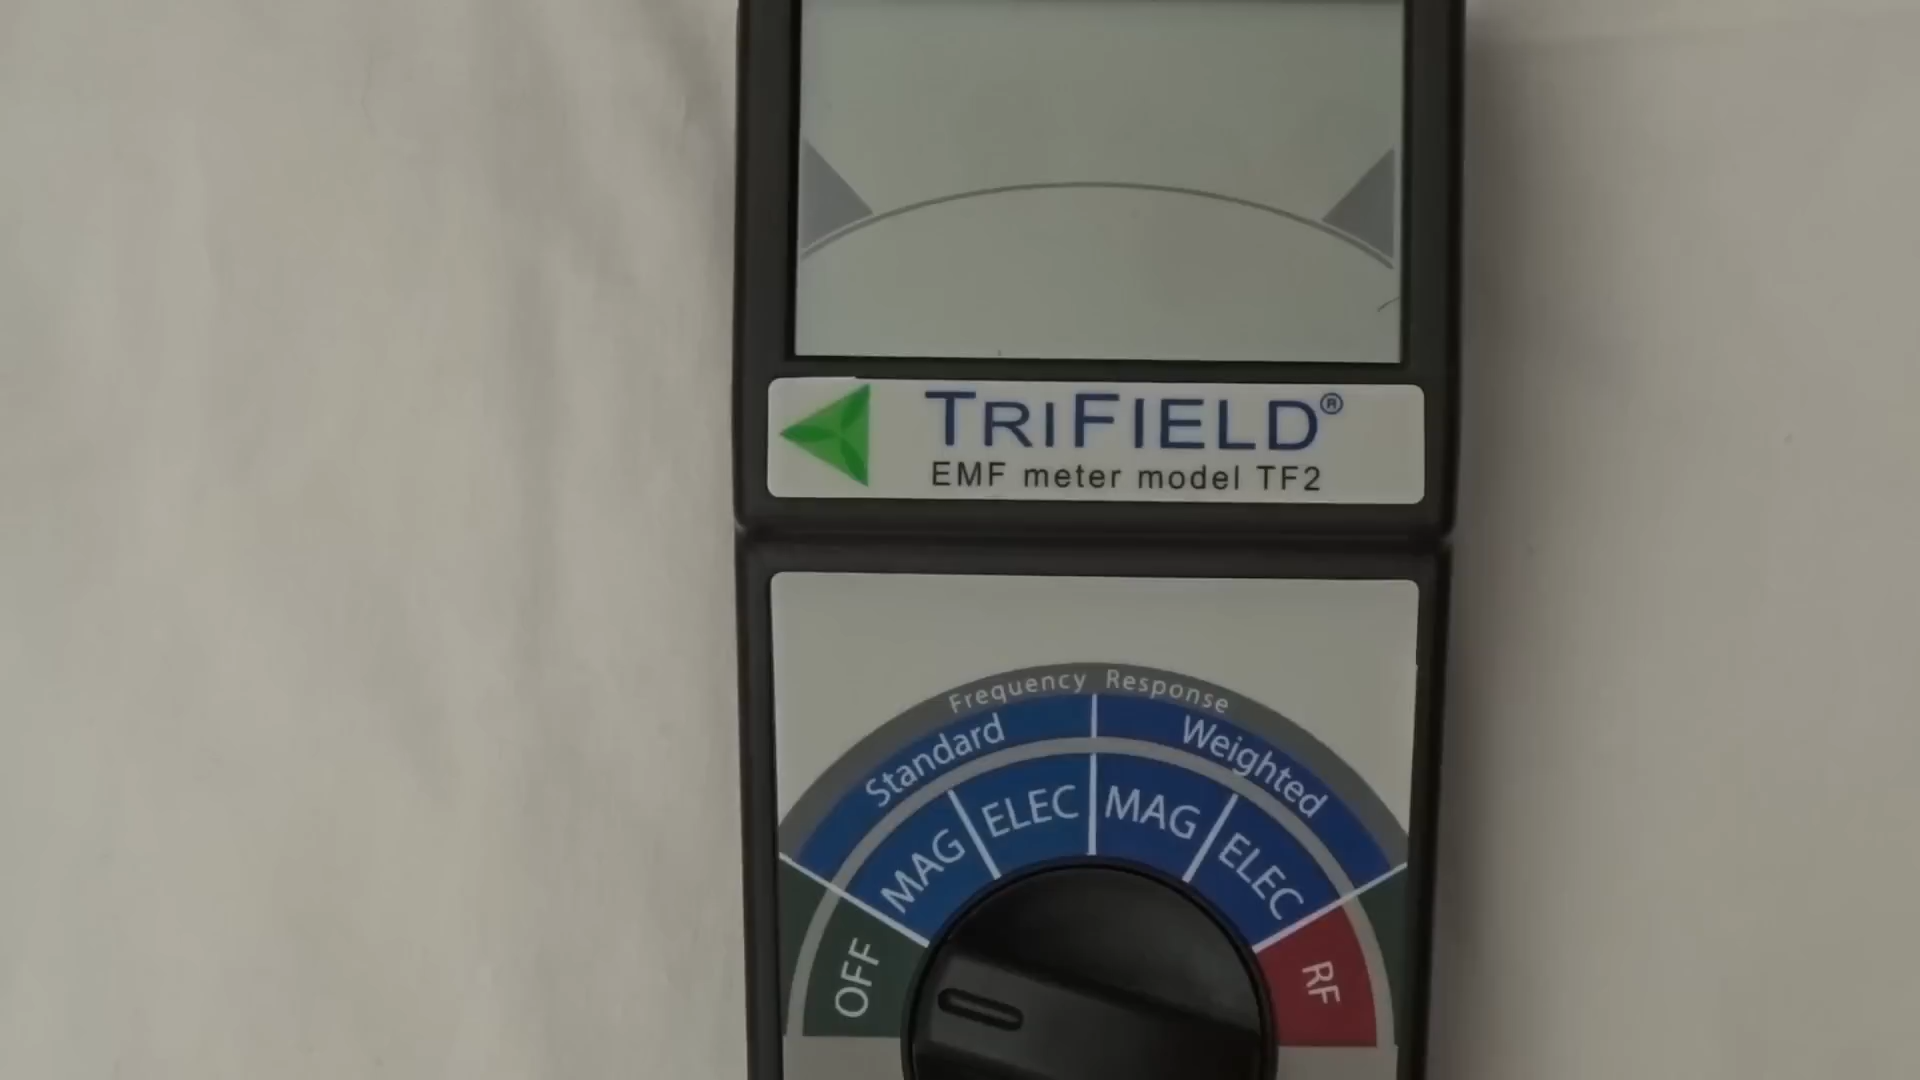 TRIFIELD®
EMF meter model TF2
Frequency Response
Standard Weighted
MAG ELEC MAG ELEC
OFF RF